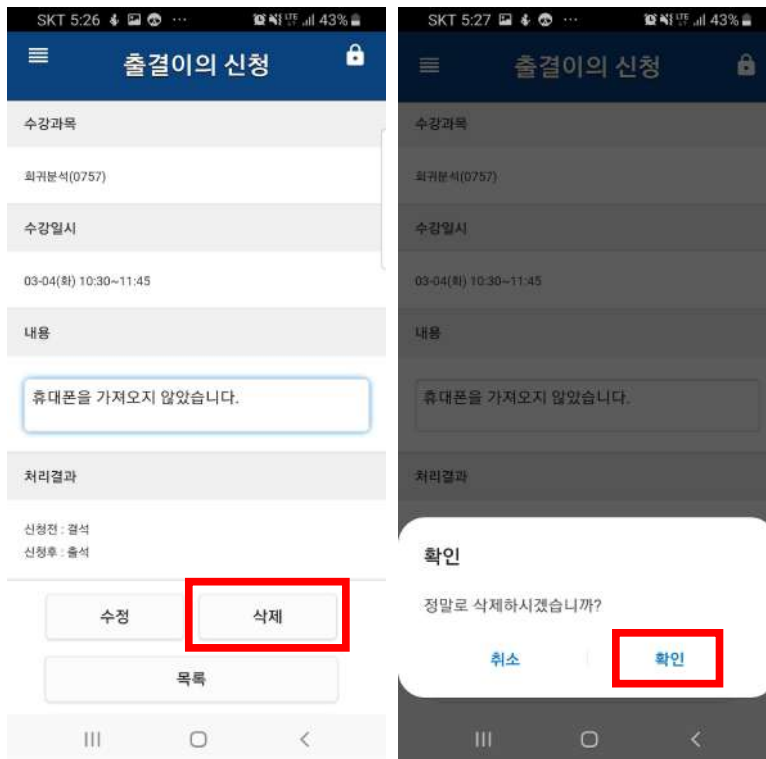 SKT 5:26 ... 43%
출결이의 신청
수강과목
회귀분석(0757)
수강일시
03-04(화) 10:30~11:45
내용
휴대폰을 가져오지 않았습니다.
처리결과
신청전 : 결석
신청후 : 출석
수정
삭제
목록
SKT 5:27 ... 43%
출결이의 신청
수강과목
회귀분석(0757)
수강일시
03-04(화) 10:30~11:45
내용
휴대폰을 가져오지 않았습니다.
처리결과
확인
정말로 삭제하시겠습니까?
취소
확인